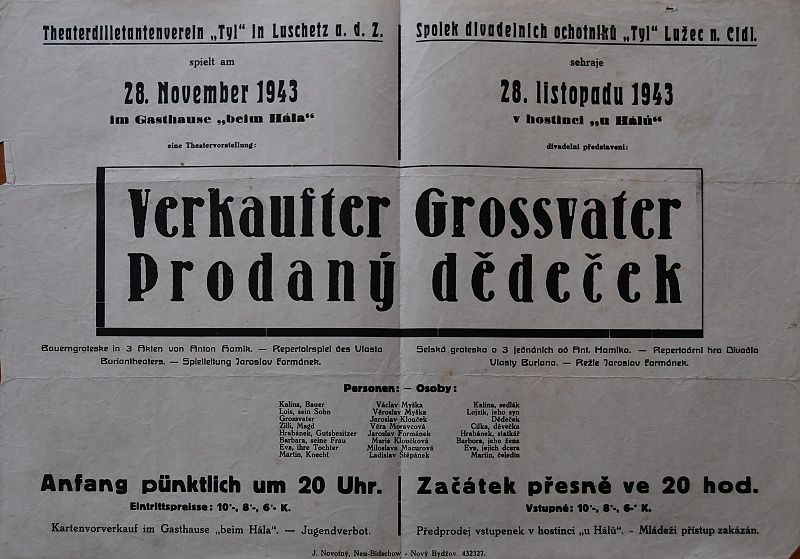 Theaterdilletantenverein „Tyl“ in Luschetz a. d. Z.
spielt am
28. November 1943
im Gasthause „beim Hála“
eine Theatervorstellung:
Spolek divadelních ochotníků „Tyl“ Lužec n. Cidl.
sehraje
28. listopadu 1943
v hostinci „u Hálů“
divadelní představení:
Verkaufter Grossvater
Prodaný dědeček
Bauerngroteske in 3 Akten von Anton Hamik. — Repertoirspiel des Vlasta
Buriantheaters. — Spielleitung Jaroslav Formánek.
Selská groteska o 3 jednáních od Ant. Hamika. — Repertoární hra Divadla
Vlasty Buriana. — Režie Jaroslav Formánek.
Personen: — Osoby:
Kalina, Bauer Václav Myška Kalina, sedlák
Lois, sein Sohn Věroslav Myška Lojzík, jeho syn
Grossvater Jaroslav Klouček Dědeček
Zilli, Magd Věra Moravcová Cilka, děvečka
Hrabánek, Gutsbesitzer Jaroslav Formánek Hrabánek, statkář
Barbara, seine Frau Marie Kloučková Barbora, jeho žena
Eva, ihre Tochter Miloslava Macurová Eva, jejich dcera
Martin, Knecht Ladislav Štěpánek Martin, čeledín
Anfang pünktlich um 20 Uhr.
Eintrittspreisse: 10·-, 8·-, 6·- K.
Kartenvorverkauf im Gasthause „beim Hála“. — Jugendverbot.
Začátek přesně ve 20 hod.
Vstupné: 10·-, 8·-, 6·- K.
Předprodej vstupenek v hostinci „u Hálů“. - Mládeži přístup zakázán.
J. Novotný, Neu-Bidschow - Nový Bydžov. 432327.